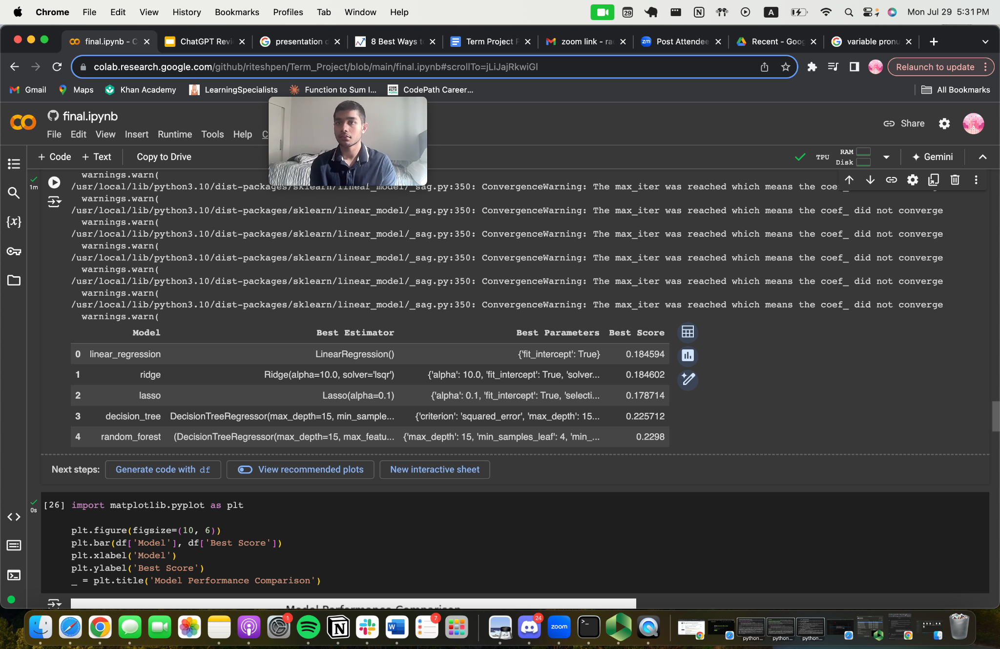 Chrome File Edit View History Bookmarks Profiles Tab Window Help 29 A Mon Jul 29 5:31 PM
final.ipynb - C ChatGPT Revi presentation 8 Best Ways t Term Project P zoom link - ra zm Post Attendee Recent - Goog variable pronu
colab.research.google.com/github/riteshpen/Term_Project/blob/main/final.ipynb#scrollTo=jLiJajRkwiGl Relaunch to update
Gmail Maps Khan Academy LearningSpecialists Function to Sum I... CodePath Career... All Bookmarks
final.ipynb
Share
File Edit View Insert Runtime Tools Help
+ Code + Text Copy to Drive TPU RAM Disk Gemini
1m
warnings.warn(
/usr/local/lib/python3.10/dist-packages/sklearn/linear_model/_sag.py:350: ConvergenceWarning: The max_iter was reached which means the coef_
warnings.warn(
/usr/local/lib/python3.10/dist-packages/sklearn/linear_model/_sag.py:350: ConvergenceWarning: The max_iter was reached which means the coef_ did not converge
warnings.warn(
/usr/local/lib/python3.10/dist-packages/sklearn/linear_model/_sag.py:350: ConvergenceWarning: The max_iter was reached which means the coef_ did not converge
warnings.warn(
/usr/local/lib/python3.10/dist-packages/sklearn/linear_model/_sag.py:350: ConvergenceWarning: The max_iter was reached which means the coef_ did not converge
warnings.warn(
/usr/local/lib/python3.10/dist-packages/sklearn/linear_model/_sag.py:350: ConvergenceWarning: The max_iter was reached which means the coef_ did not converge
warnings.warn(
/usr/local/lib/python3.10/dist-packages/sklearn/linear_model/_sag.py:350: ConvergenceWarning: The max_iter was reached which means the coef_ did not converge
warnings.warn(
Model Best Estimator Best Parameters Best Score
0 linear_regression LinearRegression() {'fit_intercept': True} 0.184594
1 ridge Ridge(alpha=10.0, solver='lsqr') {'alpha': 10.0, 'fit_intercept': True, 'solver... 0.184602
2 lasso Lasso(alpha=0.1) {'alpha': 0.1, 'fit_intercept': True, 'selecti... 0.178714
3 decision_tree DecisionTreeRegressor(max_depth=15, min_sample... {'criterion': 'squared_error', 'max_depth': 15... 0.225712
4 random_forest (DecisionTreeRegressor(max_depth=15, max_featu... {'max_depth': 15, 'min_samples_leaf': 4, 'min_... 0.2298
Next steps: Generate code with df View recommended plots New interactive sheet
0s
[26] import matplotlib.pyplot as plt
plt.figure(figsize=(10, 6))
plt.bar(df['Model'], df['Best Score'])
plt.xlabel('Model')
plt.ylabel('Best Score')
_ = plt.title('Model Performance Comparison')
Model Performance Comparison
1 7 24 zoom
python... python... python...